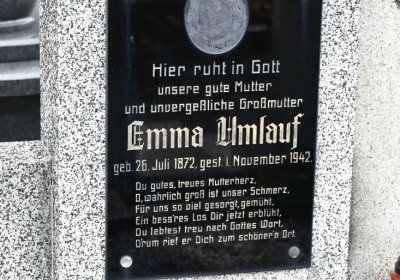 Hier ruht in Gott
unsere gute Mutter
und unvergeßliche Großmutter
Emma Umlauf
geb. 26. Juli 1872, gest. 1. November 1942.
Du gutes, treues Mutterherz,
O, wahrlich groß ist unser Schmerz,
Für uns so viel gesorgt, gemüht,
Ein bess'res Los Dir jetzt erblüht,
Du lebtest treu nach Gottes Wort,
D'rum rief er Dich zum schöner'n Ort.